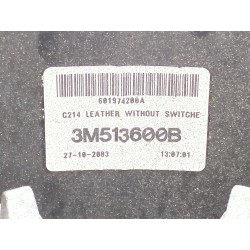 601974200A
C214 LEATHER WITHOUT SWITCHE
3M513600B
27-10-2003 13:07:01